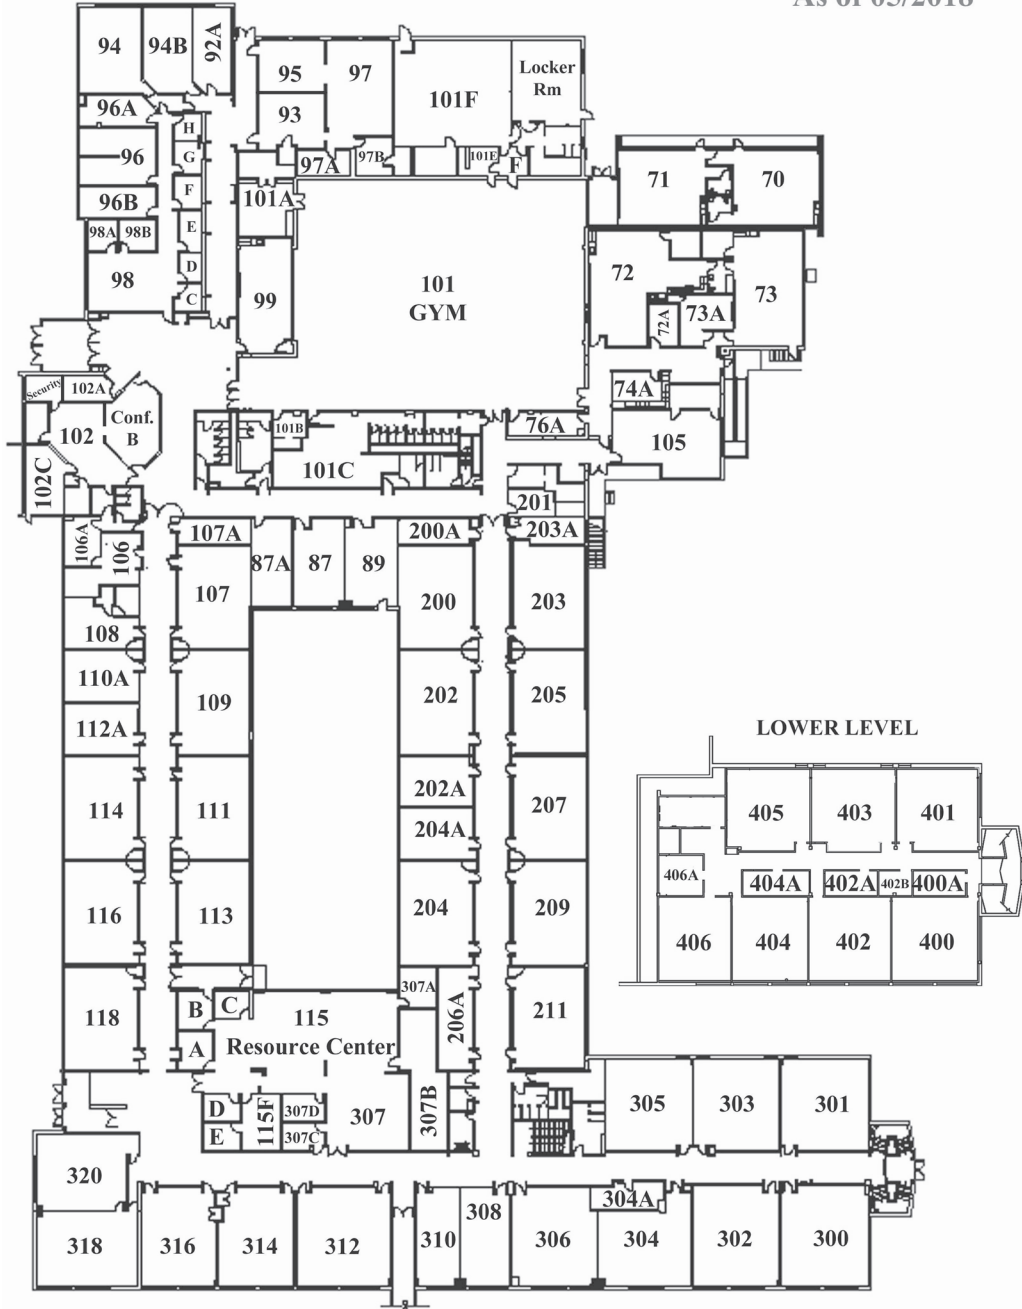 As of 05/2018
94
94B
92A
95
97
101F
Locker
Rm
96A
93
H
96
G
97A
97B
101E
F
71
70
F
96B
101A
98A
98B
E
98
D
C
99
101
GYM
72
73
72A
73A
Security
102A
74A
102
Conf.
B
101B
76A
105
102C
101C
201
106A
106
107A
87A
87
89
200A
203A
107
200
203
108
110A
109
202
205
112A
LOWER LEVEL
114
111
202A
207
405
403
401
204A
406A
404A
402A
402B
400A
116
113
204
209
406
404
402
400
307A
118
B
C
115
206A
211
A
Resource Center
D
115F
307D
307
307B
305
303
301
E
307C
320
304A
308
318
316
314
312
310
306
304
302
300